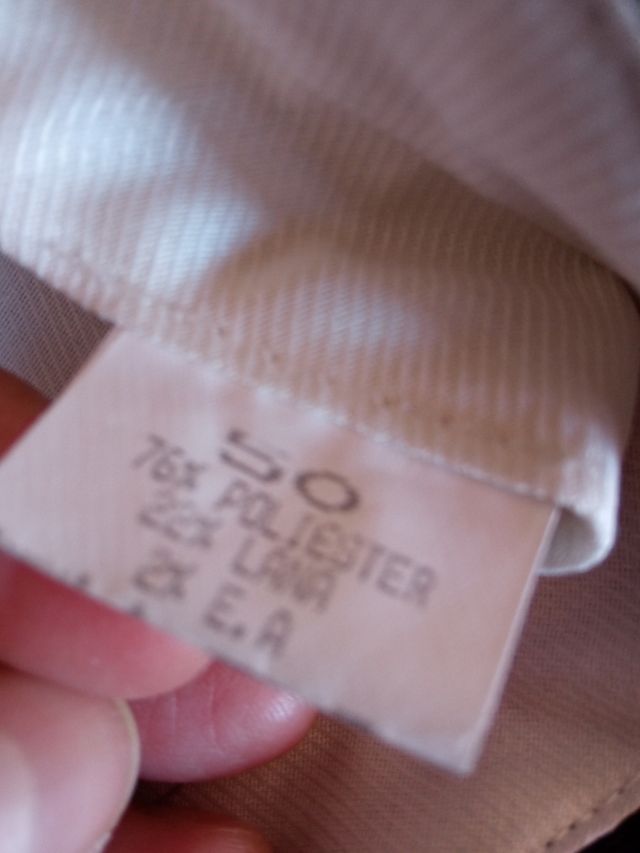 50
76% POLIESTER
22% LANA
2% E.A